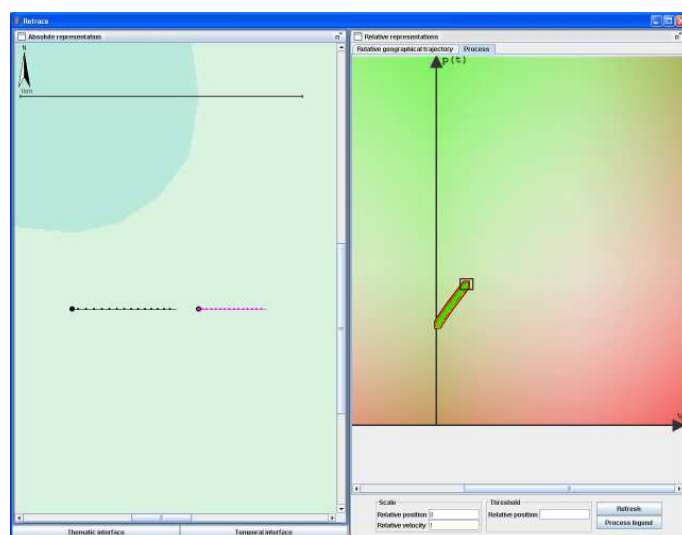 Retrace
Absolute representation
N
1km
Thematic interface
Temporal interface
Relative representations
Relative geographical trajectory
Process
p(t)
v
Scale
Relative position
Relative velocity
Threshold
Relative position
Refresh
Process legend